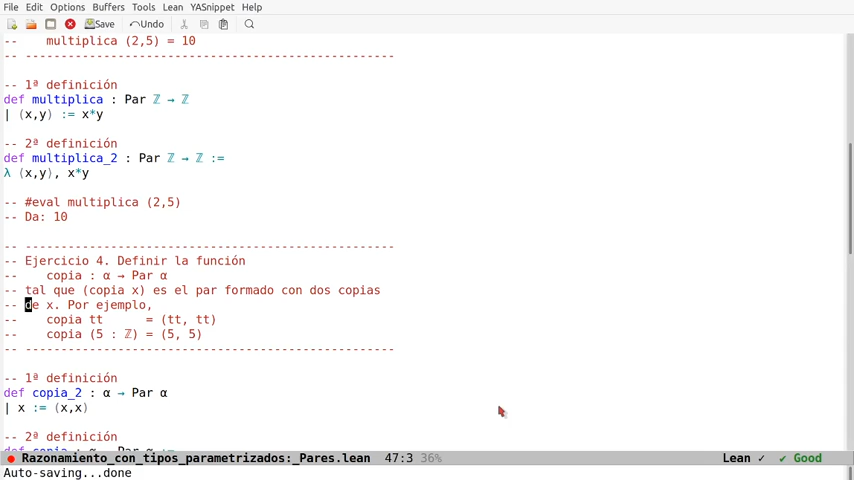 File Edit Options Buffers Tools Lean YASnippet Help
Save Undo
--    multiplica (2,5) = 10
-- ---------------------------------------------------
-- 1ª definición
def multiplica : Par ℤ → ℤ
| (x,y) := x*y
-- 2ª definición
def multiplica_2 : Par ℤ → ℤ :=
λ (x,y), x*y
-- #eval multiplica (2,5)
-- Da: 10
-- ---------------------------------------------------
-- Ejercicio 4. Definir la función
--    copia : α → Par α
-- tal que (copia x) es el par formado con dos copias
-- de x. Por ejemplo,
--    copia tt      = (tt, tt)
--    copia (5 : ℤ) = (5, 5)
-- ---------------------------------------------------
-- 1ª definición
def copia_2 : α → Par α
| x := (x,x)
-- 2ª definición
def copia : α → Par α :=
Razonamiento_con_tipos_parametrizados:_Pares.lean 47:3 36% Lean ✓ ✔ Good
Auto-saving...done